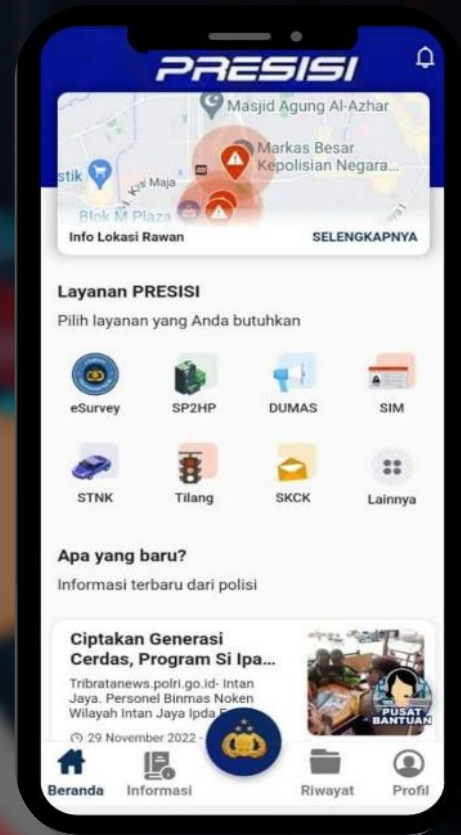 PRESISI
Masjid Agung Al-Azhar
Markas Besar
Kepolisian Negara...
stik
Maja
Blok M Plaza
Info Lokasi Rawan
SELENGKAPNYA
Layanan PRESISI
Pilih layanan yang Anda butuhkan
eSurvey
SP2HP
DUMAS
SIM
STNK
Tilang
SKCK
Lainnya
Apa yang baru?
Informasi terbaru dari polisi
Ciptakan Generasi
Cerdas, Program Si Ipa...
Tribratanews.polri.go.id- Intan
Jaya. Personel Binmas Noken
Wilayah Intan Jaya Ipda
29 November 2022 -
PUSAT
BANTUAN
Beranda
Informasi
Riwayat
Profil